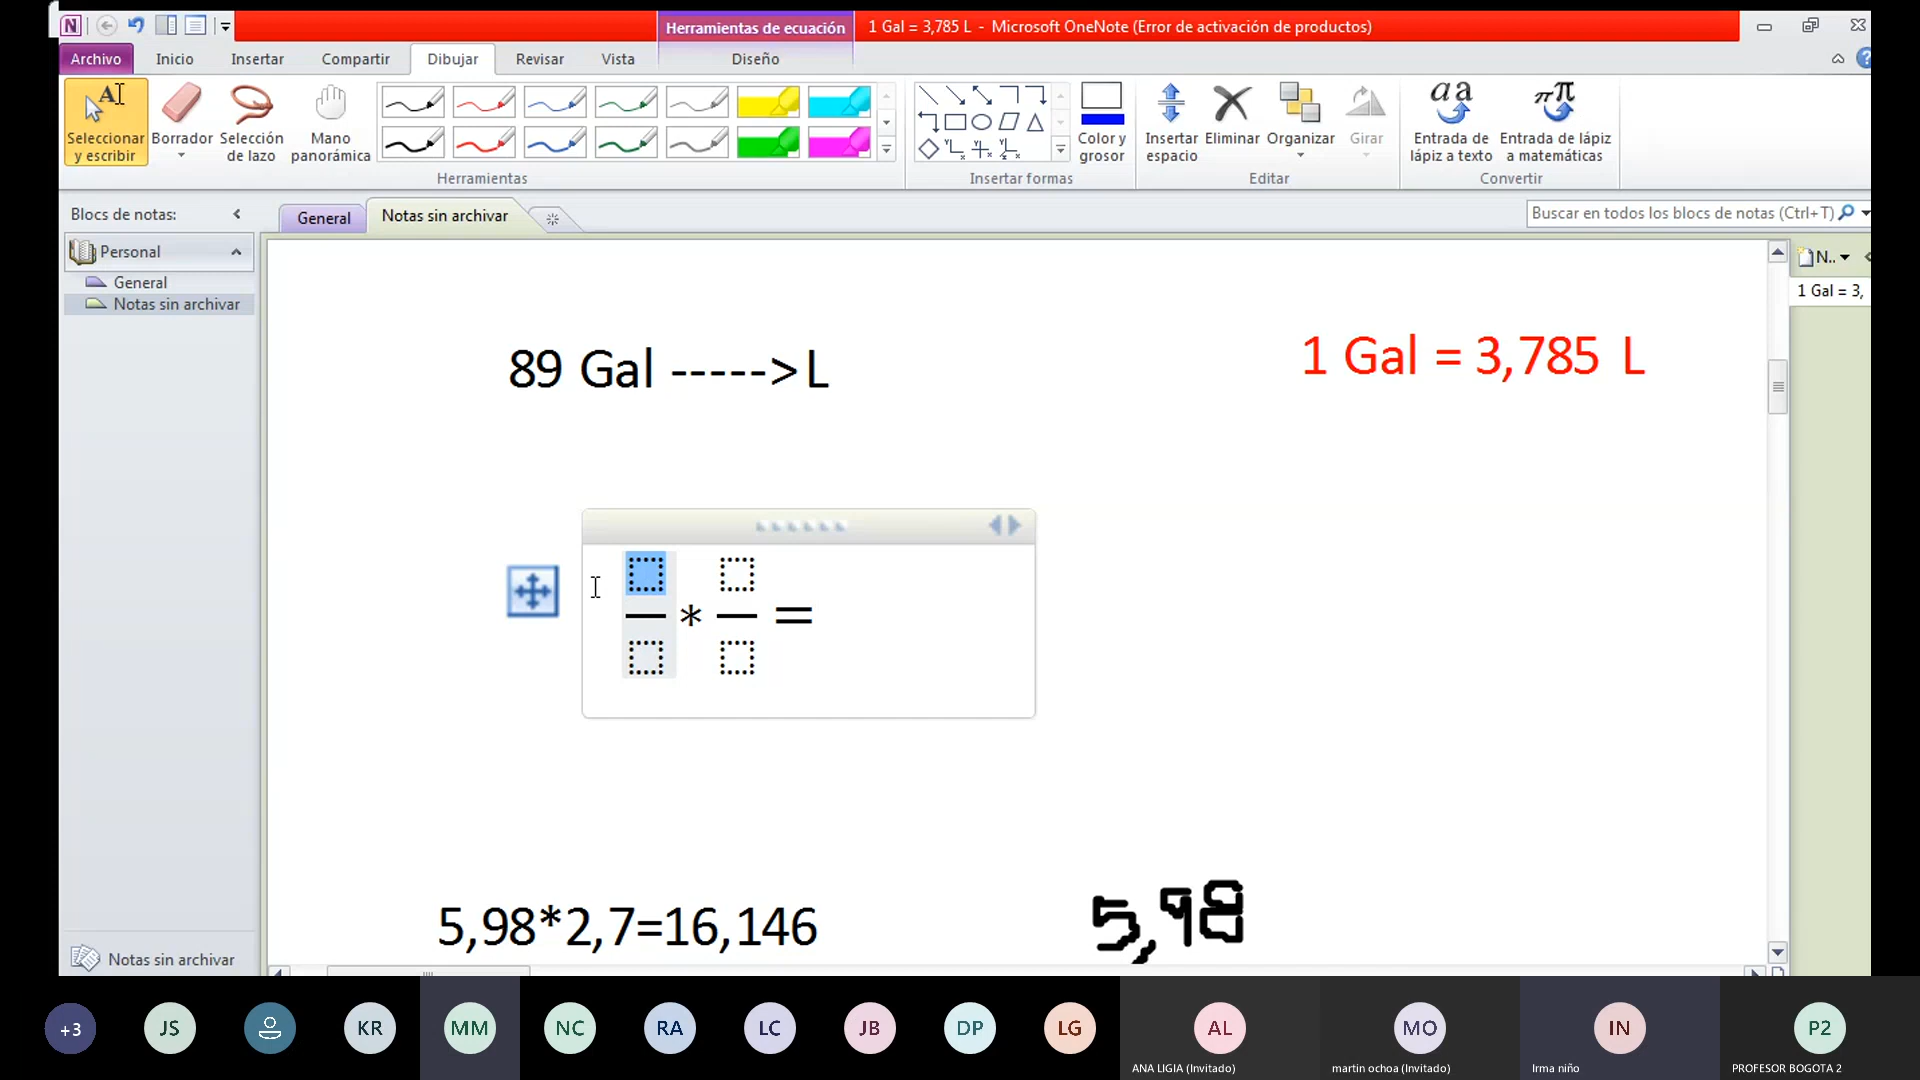 Herramientas de ecuación
1 Gal = 3,785 L - Microsoft OneNote (Error de activación de productos)
Archivo Inicio Insertar Compartir Dibujar Revisar Vista Diseño
Seleccionar y escribir
Borrador
Selección de lazo
Mano panorámica
Color y grosor
Insertar espacio
Eliminar
Organizar
Girar
Entrada de lápiz a texto
Entrada de lápiz a matemáticas
Herramientas
Insertar formas
Editar
Convertir
Blocs de notas:
General
Notas sin archivar
Buscar en todos los blocs de notas (Ctrl+T)
Personal
General
Notas sin archivar
N..
1 Gal = 3,
89 Gal ----->L
1 Gal = 3,785 L
* =
5,98*2,7=16,146
5,98
Notas sin archivar
+3 JS KR MM NC RA LC JB DP LG AL MO IN P2
ANA LIGIA (Invitado)
martin ochoa (Invitado)
Irma niño
PROFESOR BOGOTA 2